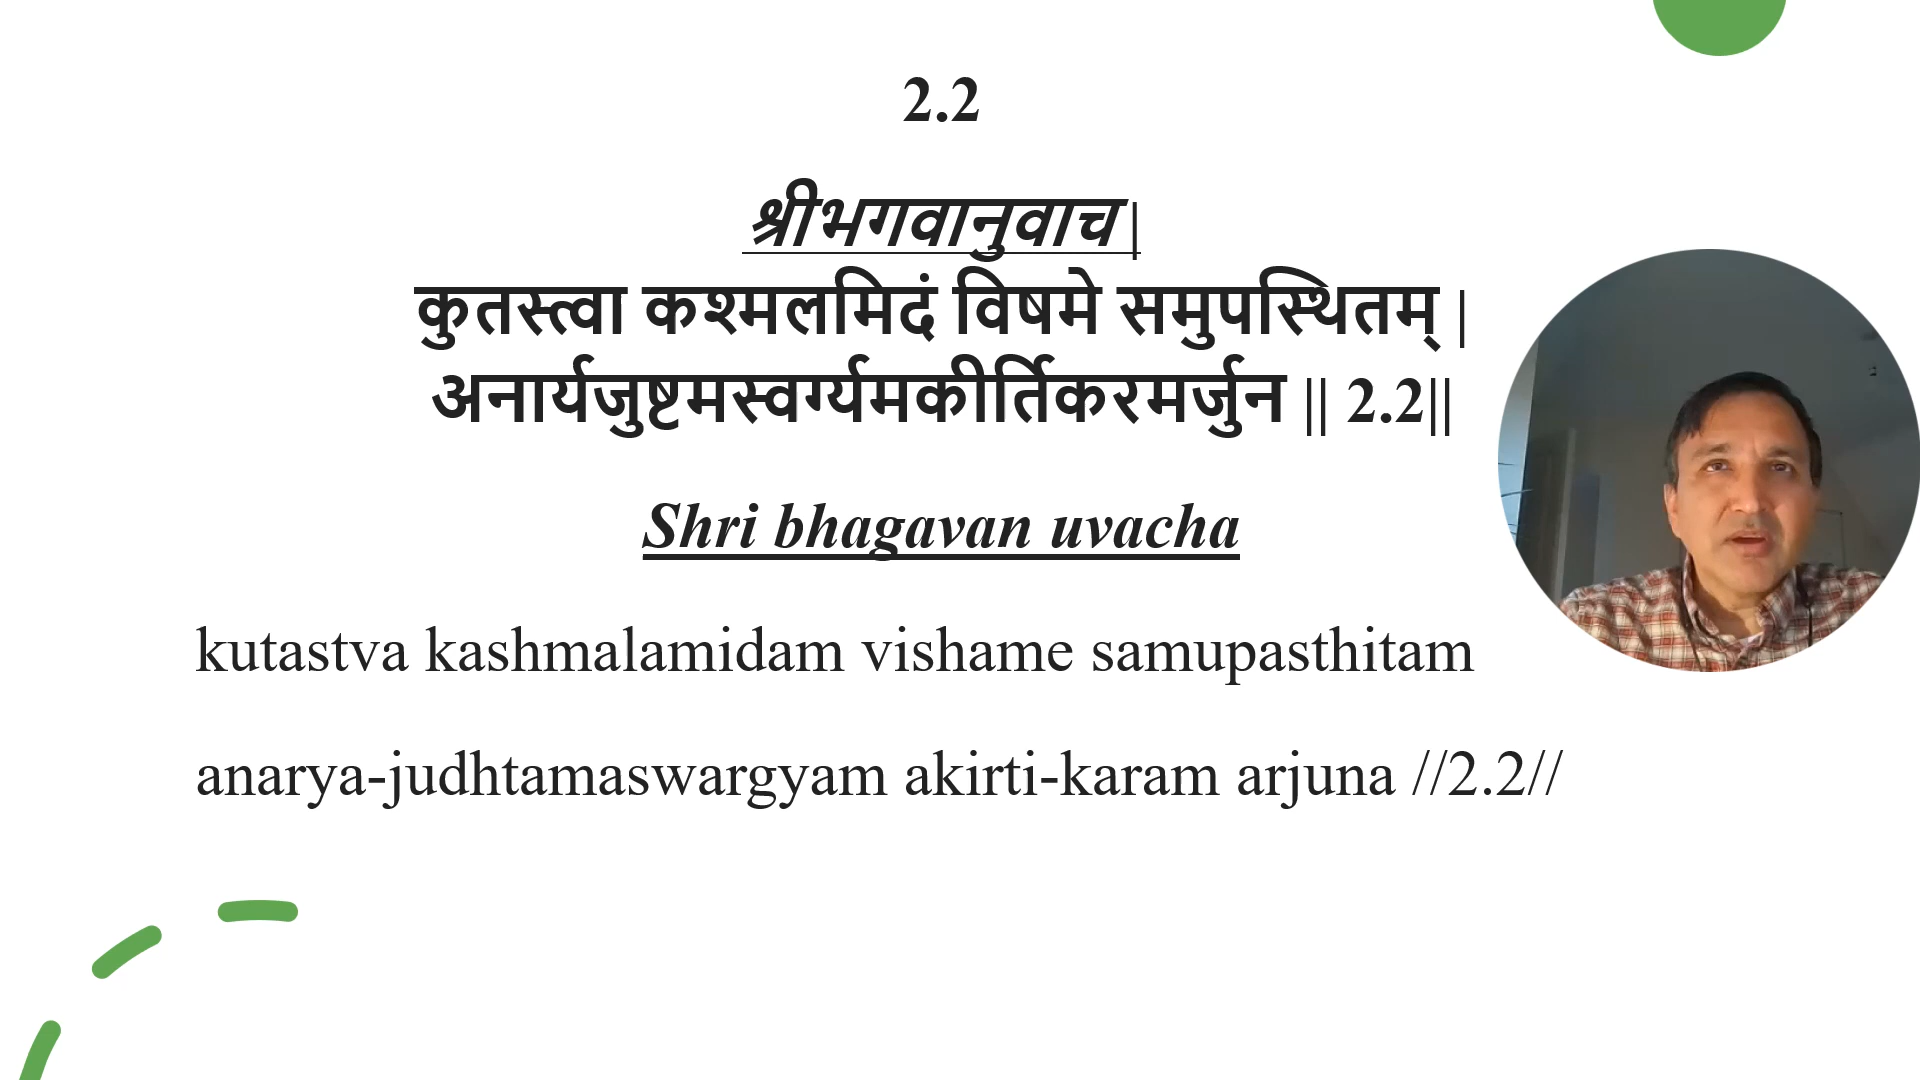 2.2
श्रीभगवानुवाच |
कुतस्त्वा कश्मलमिदं विषमे समुपस्थितम् |
अनार्यजुष्टमस्वर्ग्यमकीर्तिकरमर्जुन || 2.2||
Shri bhagavan uvacha
kutastva kashmalamidam vishame samupasthitam
anarya-judhtamaswargyam akirti-karam arjuna //2.2//